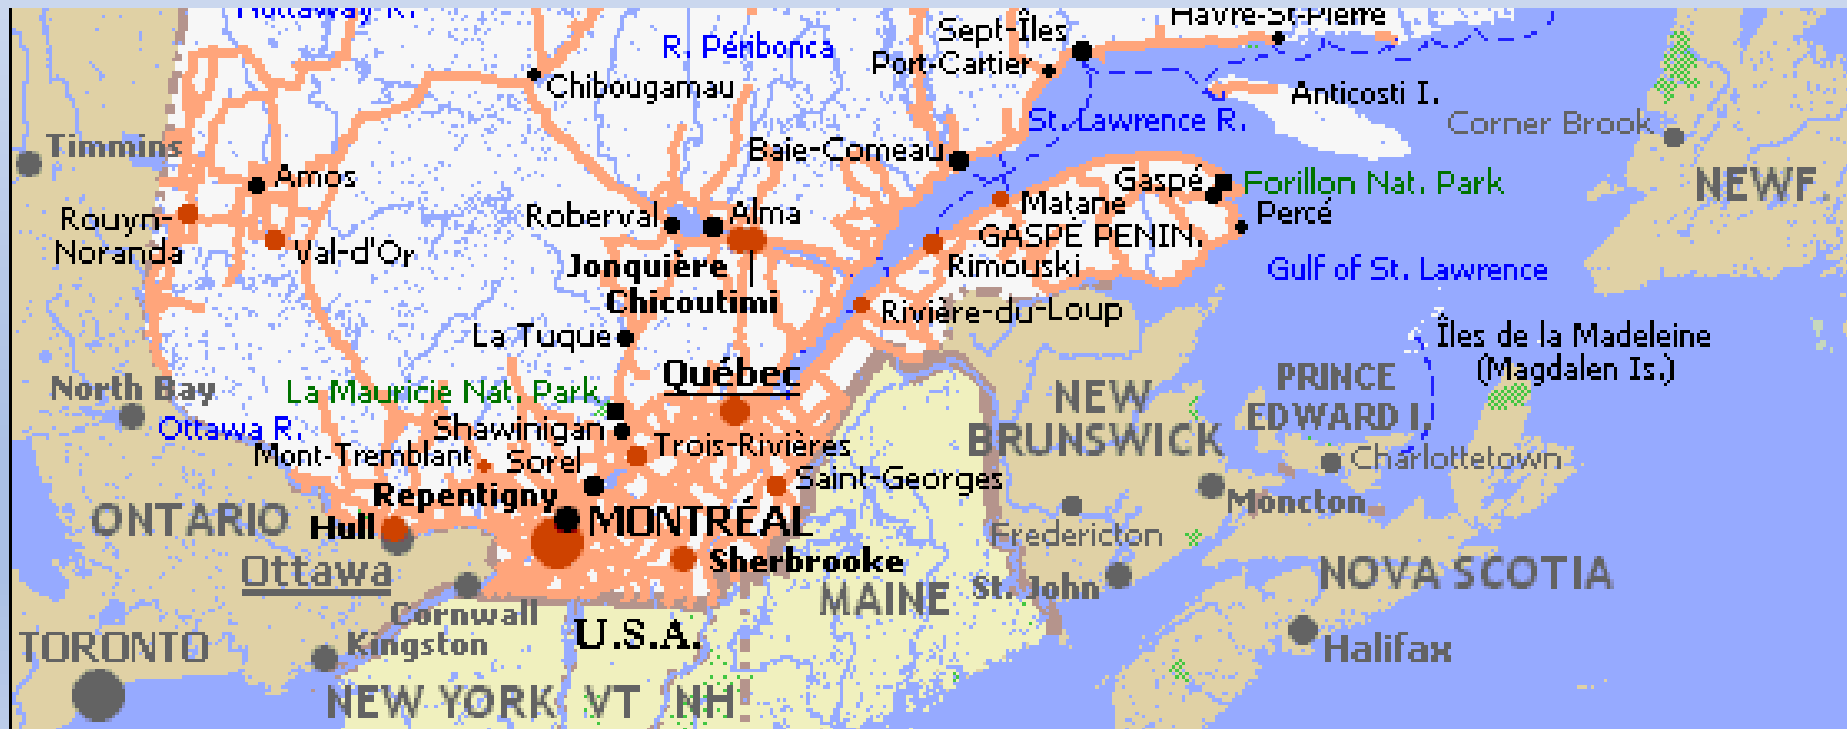 Nottaway R.
Havre-St-Pierre
Sept-Îles
R. Péribonca
Port-Cartier
Chibougamau
Anticosti I.
St. Lawrence R.
Corner Brook
Timmins
Baie-Comeau
Amos
Gaspé
Forillon Nat. Park
NEWF.
Rouyn-
Noranda
Roberval
Alma
Matane
Percé
Val-d'Or
GASPÉ PENIN.
Jonquière
Rimouski
Gulf of St. Lawrence
Chicoutimi
Rivière-du-Loup
La Tuque
Îles de la Madeleine
(Magdalen Is.)
Québec
North Bay
La Mauricie Nat. Park
PRINCE
EDWARD I.
NEW
BRUNSWICK
Ottawa R.
Shawinigan
Trois-Rivières
Mont-Tremblant
Sorel
Charlottetown
Saint-Georges
Repentigny
Moncton
ONTARIO
Hull
MONTRÉAL
Fredericton
Ottawa
Sherbrooke
NOVA SCOTIA
MAINE
St. John
Cornwall
TORONTO
Kingston
U.S.A.
Halifax
NEW YORK
VT
NH